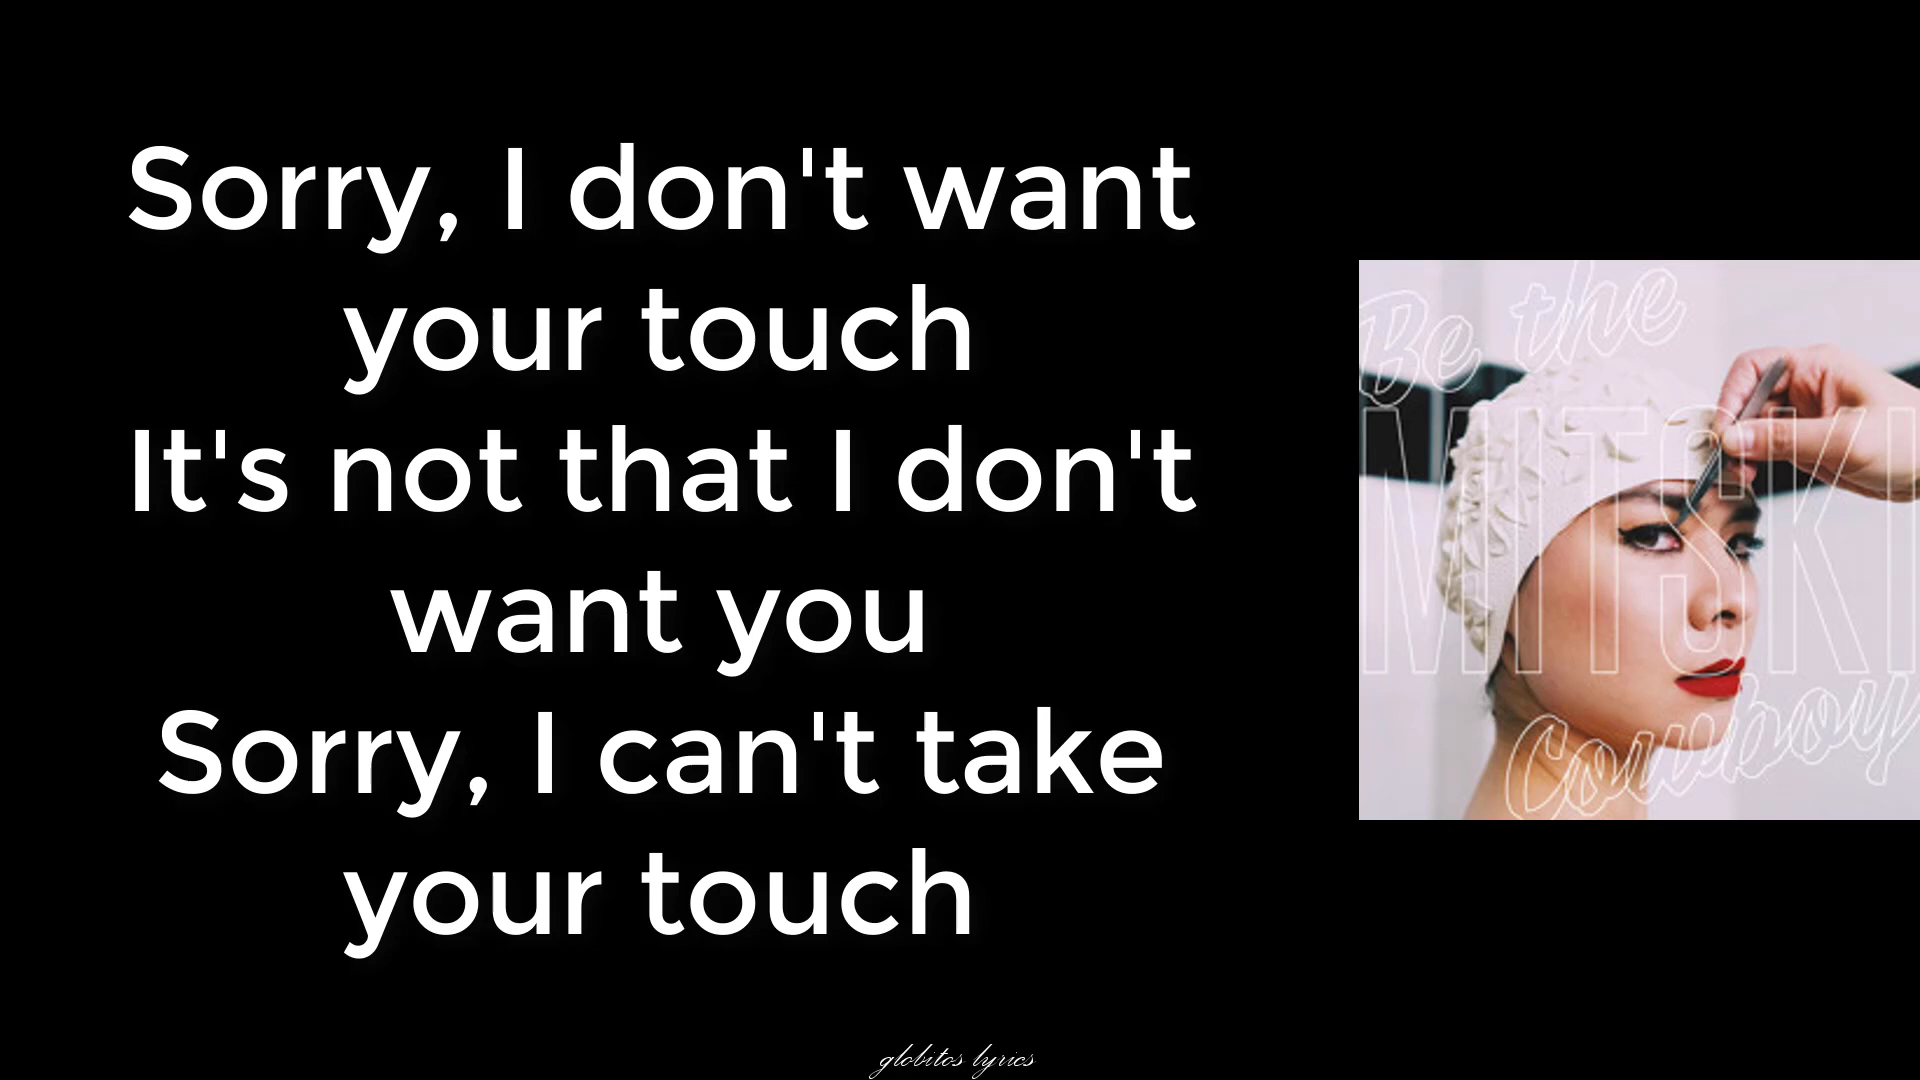 Sorry, I don't want
your touch
It's not that I don't
want you
Sorry, I can't take
your touch
Be the
MITSKI
Cowboy
globitos lyrics